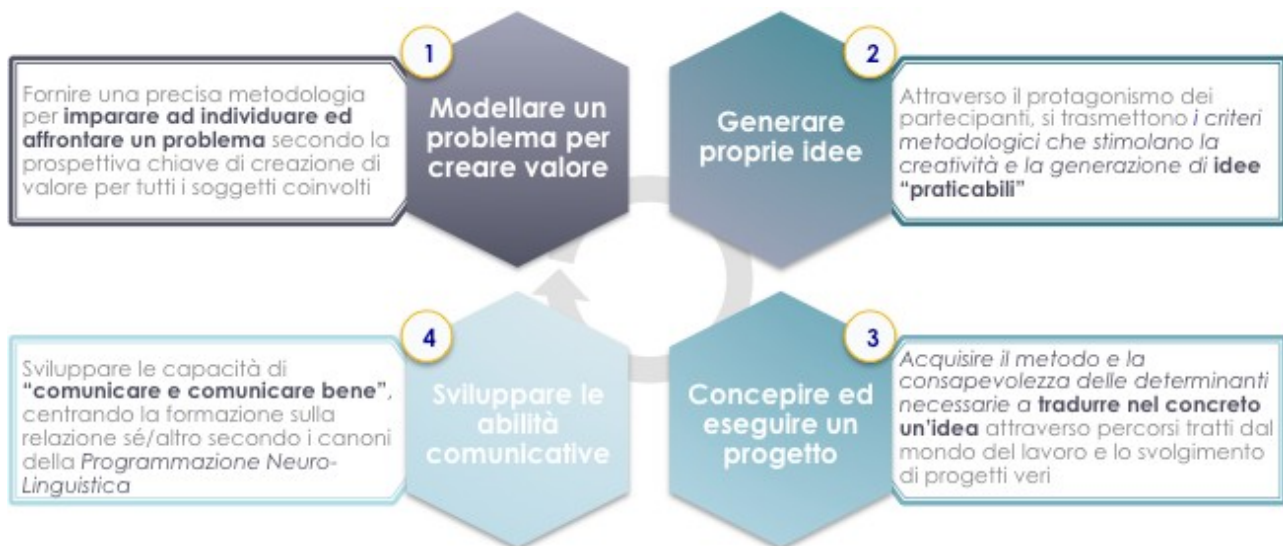 1
Modellare un
problema per
creare valore
Fornire una precisa metodologia
per imparare ad individuare ed
affrontare un problema secondo la
prospettiva chiave di creazione di
valore per tutti i soggetti coinvolti
2
Generare
proprie idee
Attraverso il protagonismo dei
partecipanti, si trasmettono i criteri
metodologici che stimolano la
creatività e la generazione di idee
“praticabili”
3
Concepire ed
eseguire un
progetto
Acquisire il metodo e la
consapevolezza delle determinanti
necessarie a tradurre nel concreto
un’idea attraverso percorsi tratti dal
mondo del lavoro e lo svolgimento
di progetti veri
4
Sviluppare le
abilità
comunicative
Sviluppare le capacità di
“comunicare e comunicare bene”,
centrando la formazione sulla
relazione sé/altro secondo i canoni
della Programmazione Neuro-
Linguistica